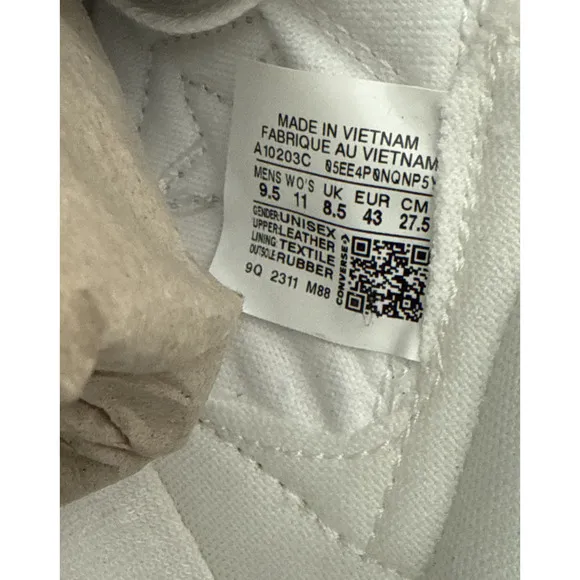 MADE IN VIETNAM
FABRIQUE AU VIETNAM
A10203C 05EE4P0NQNP5Y
MENS WO'S UK EUR CM
9.5 11 8.5 43 27.5
GENDER:UNISEX
UPPER:LEATHER
LINING:TEXTILE
OUTSOLE:RUBBER
9Q 2311 M88
CONVERSE